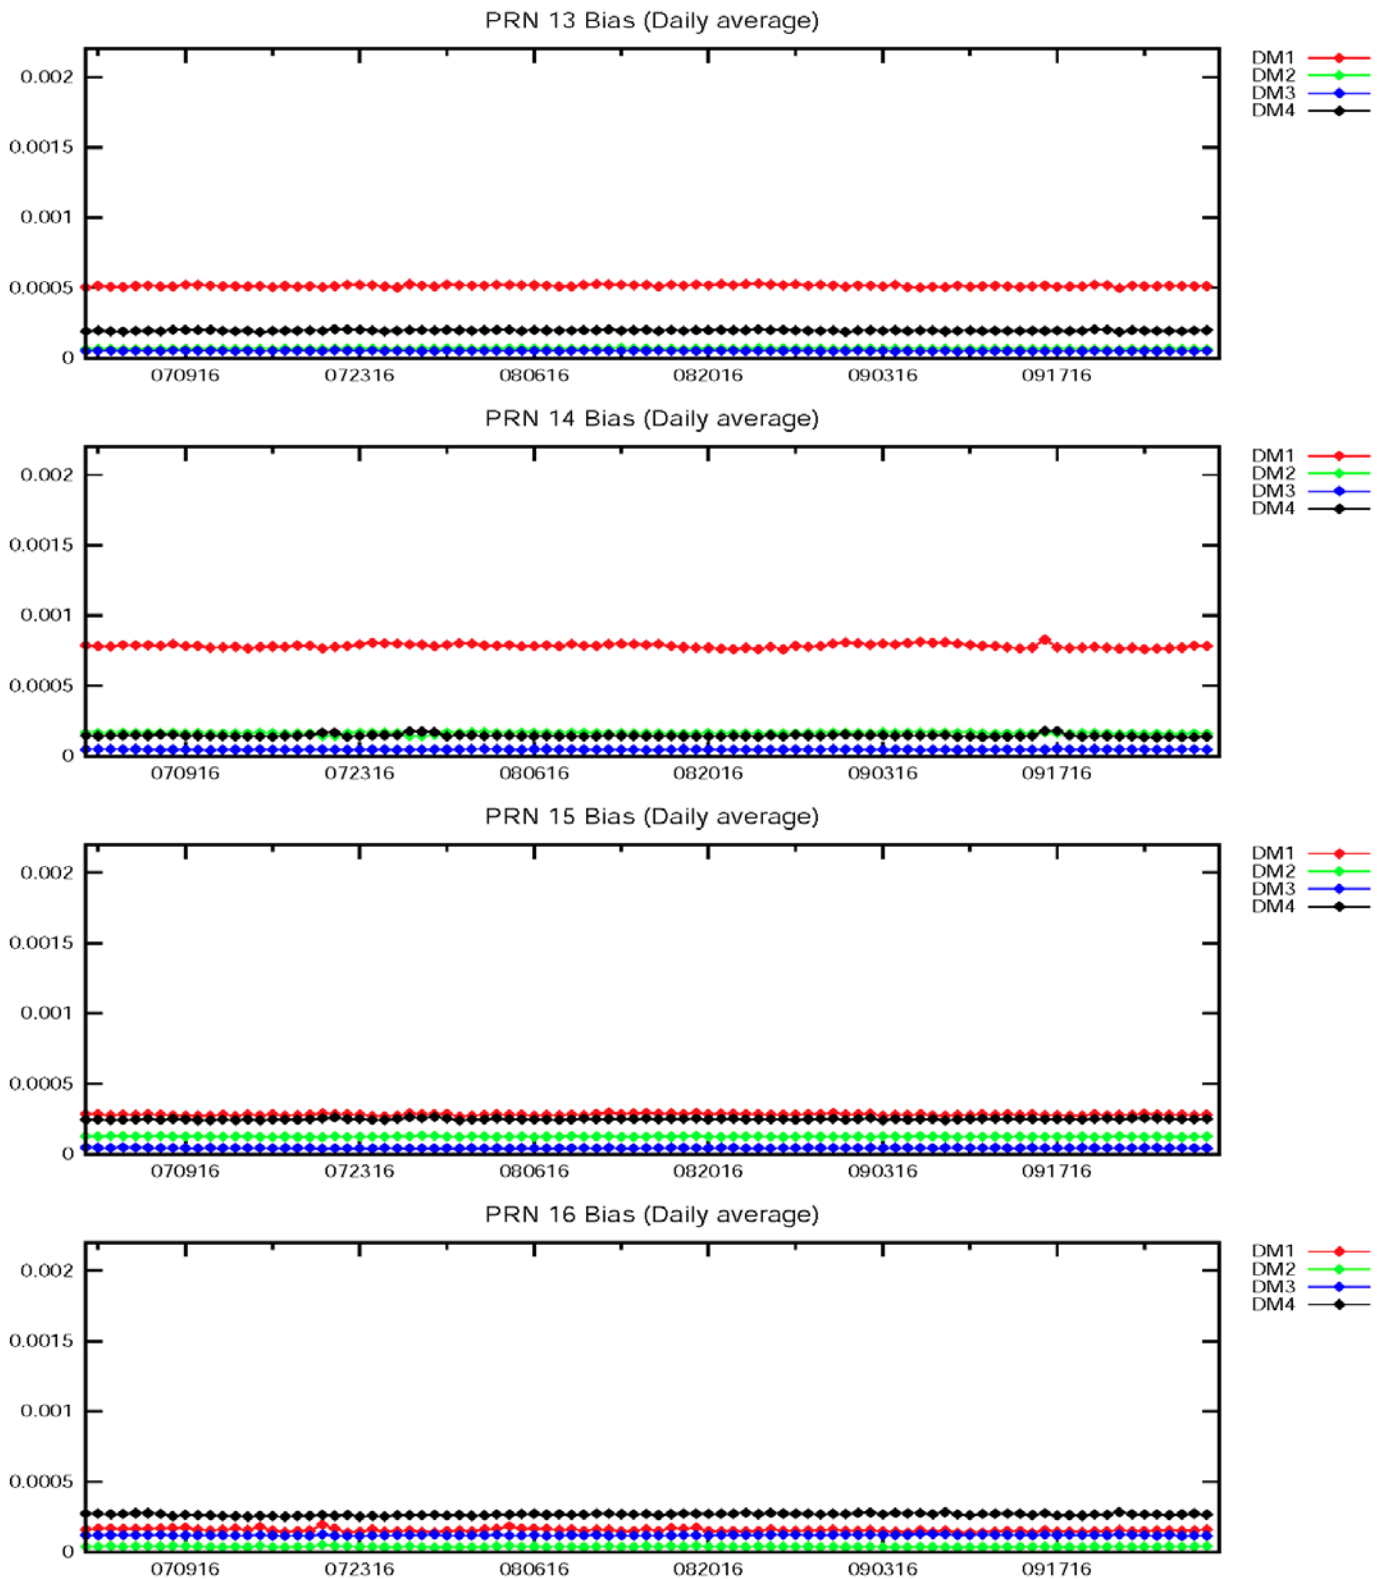 PRN 13 Bias (Daily average)
DM1
DM2
DM3
DM4
0.002
0.0015
0.001
0.0005
0
070916 072316 080616 082016 090316 091716
PRN 14 Bias (Daily average)
DM1
DM2
DM3
DM4
0.002
0.0015
0.001
0.0005
0
070916 072316 080616 082016 090316 091716
PRN 15 Bias (Daily average)
DM1
DM2
DM3
DM4
0.002
0.0015
0.001
0.0005
0
070916 072316 080616 082016 090316 091716
PRN 16 Bias (Daily average)
DM1
DM2
DM3
DM4
0.002
0.0015
0.001
0.0005
0
070916 072316 080616 082016 090316 091716